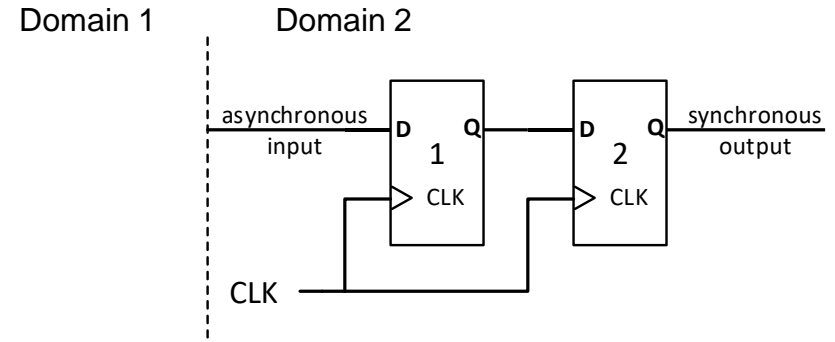 Domain 1
Domain 2
asynchronous
input
D
Q
1
CLK
D
Q
2
CLK
synchronous
output
CLK